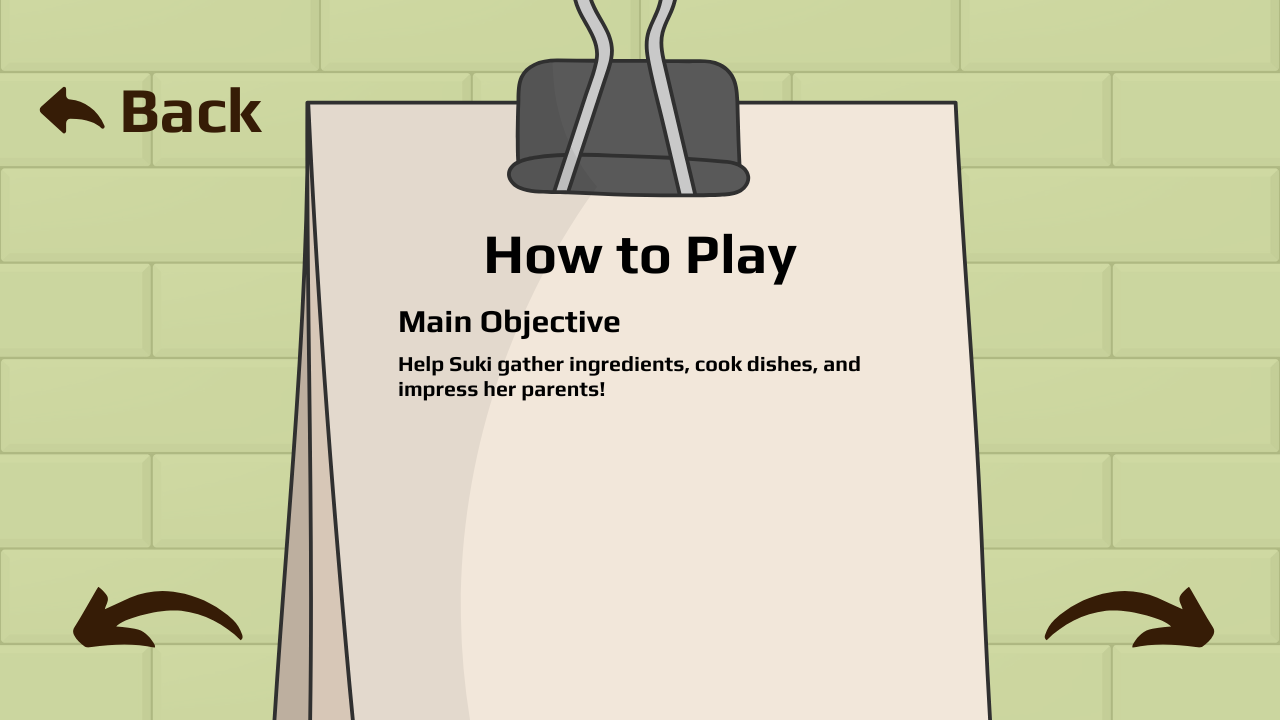 Back
How to Play
Main Objective
Help Suki gather ingredients, cook dishes, and
impress her parents!